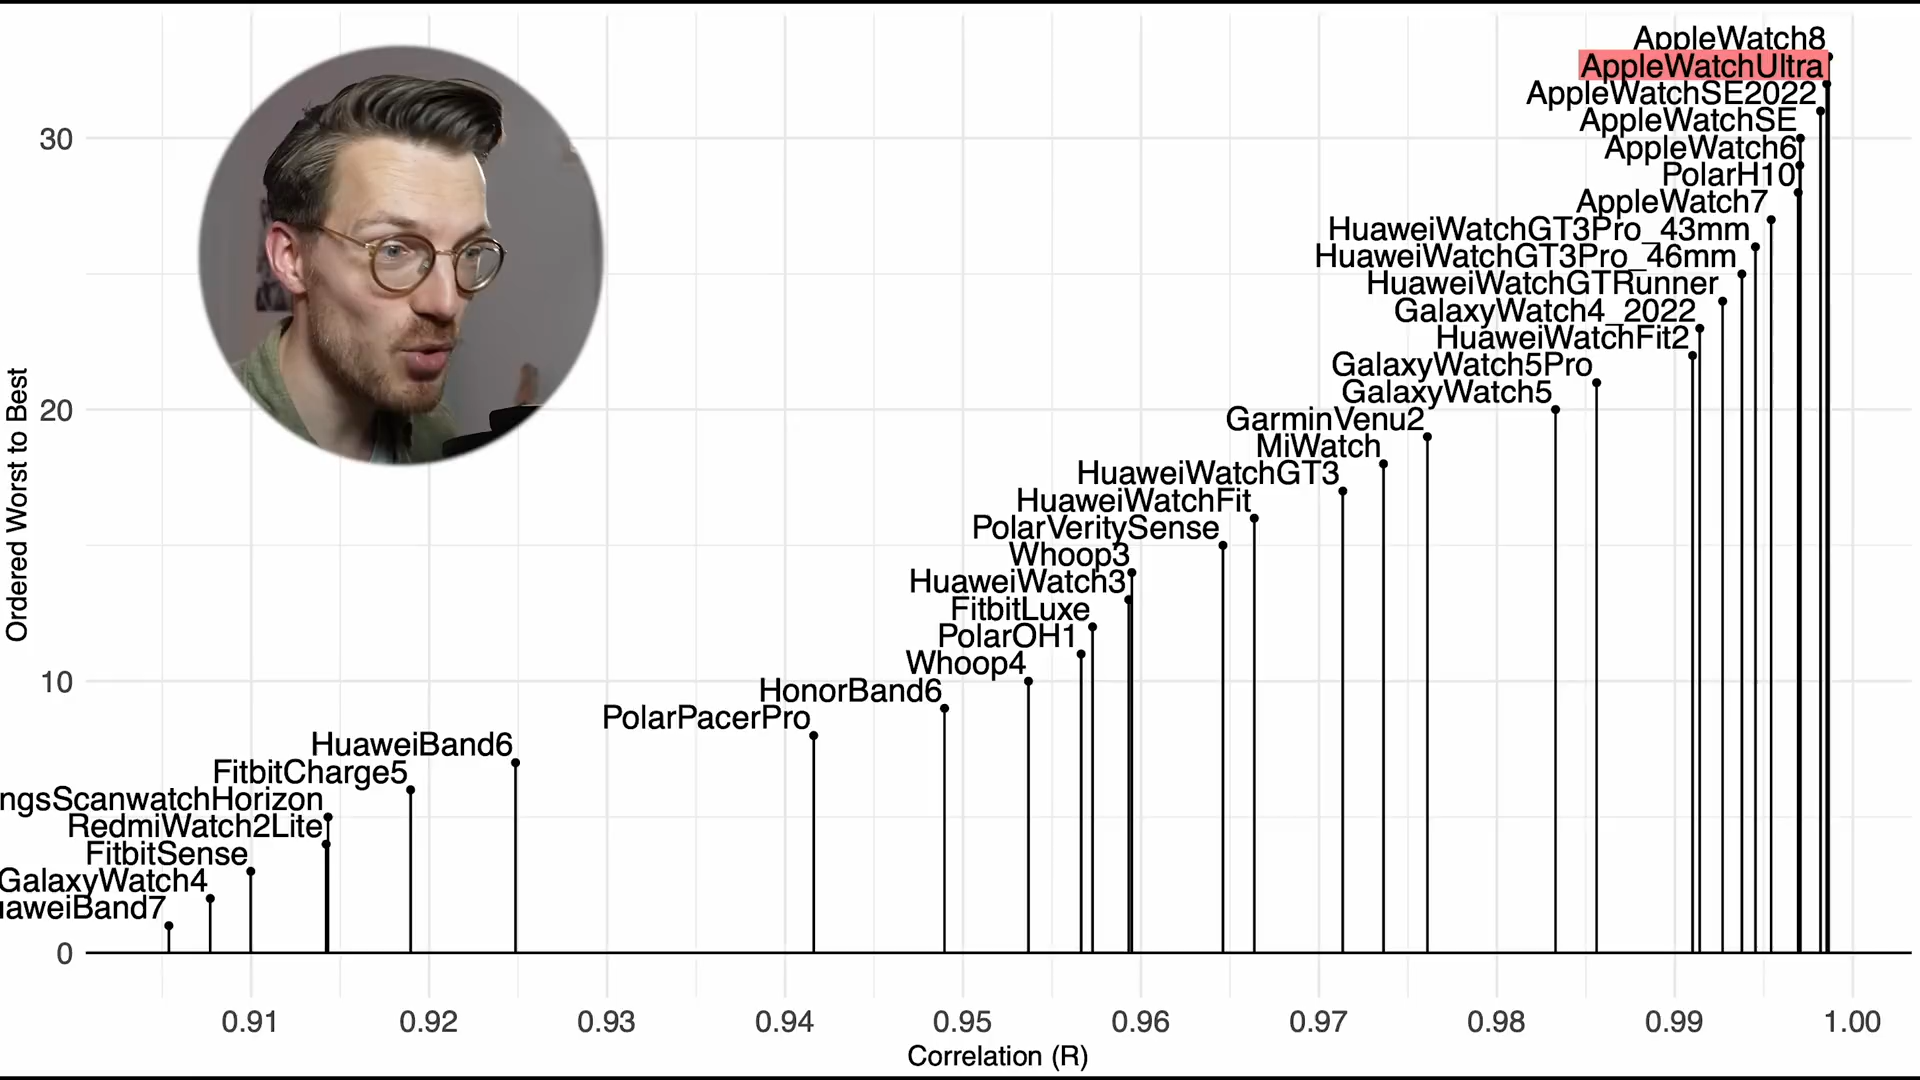 AppleWatch8
AppleWatchUltra
AppleWatchSE2022
AppleWatchSE
AppleWatch6
PolarH10
AppleWatch7
HuaweiWatchGT3Pro_43mm
HuaweiWatchGT3Pro_46mm
HuaweiWatchGTRunner
GalaxyWatch4_2022
HuaweiWatchFit2
GalaxyWatch5Pro
GalaxyWatch5
GarminVenu2
MiWatch
HuaweiWatchGT3
HuaweiWatchFit
PolarVeritySense
Whoop3
HuaweiWatch3
FitbitLuxe
PolarOH1
Whoop4
HonorBand6
PolarPacerPro
HuaweiBand6
FitbitCharge5
ngsScanwatchHorizon
RedmiWatch2Lite
FitbitSense
GalaxyWatch4
aweiBand7
30
20
10
0
Ordered Worst to Best
0.91 0.92 0.93 0.94 0.95 0.96 0.97 0.98 0.99 1.00
Correlation (R)